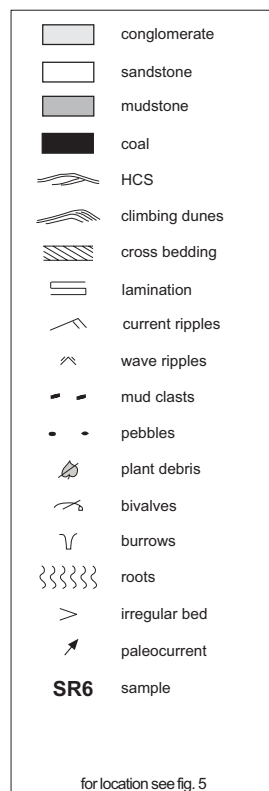 conglomerate
sandstone
mudstone
coal
HCS
climbing dunes
cross bedding
lamination
current ripples
wave ripples
mud clasts
pebbles
plant debris
bivalves
burrows
roots
irregular bed
paleocurrent
SR6 sample
for location see fig. 5